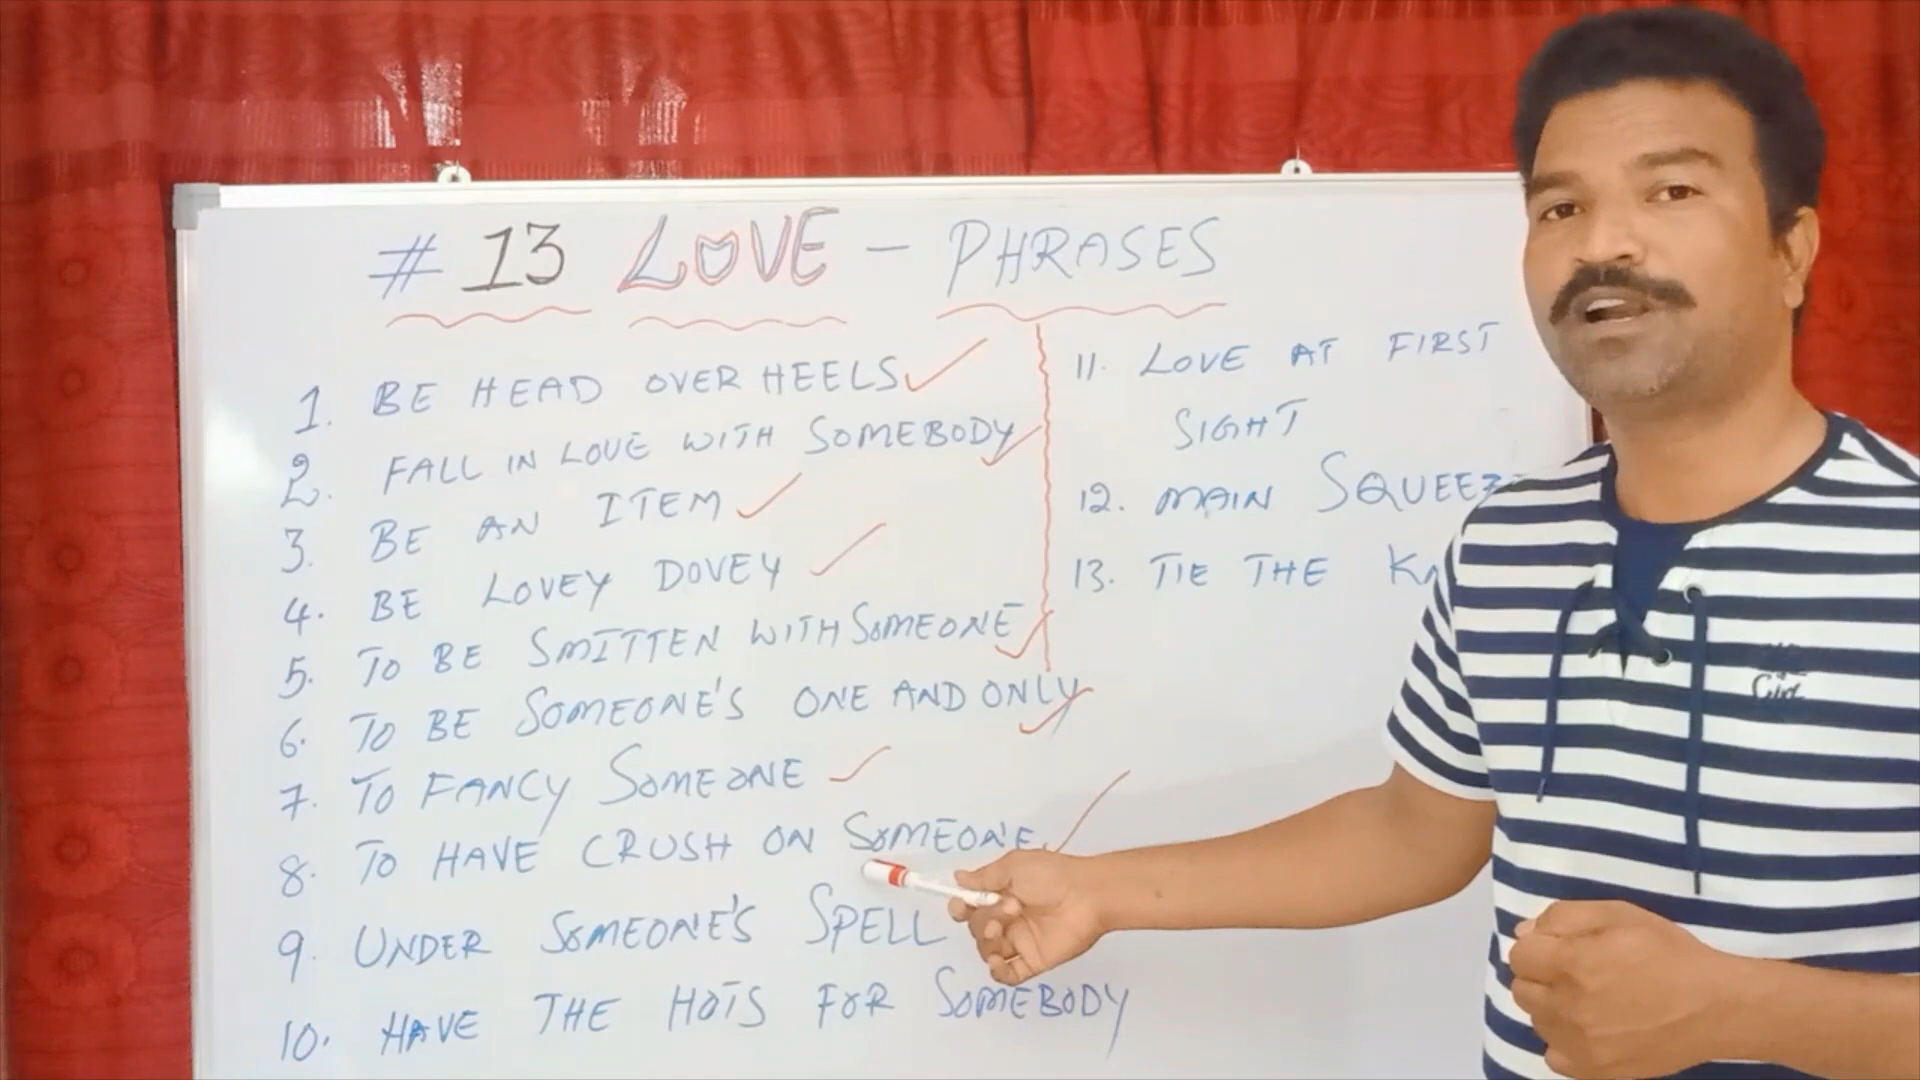 # 13 LOVE - PHRASES
1. BE HEAD OVER HEELS
2. FALL IN LOVE WITH SOMEBODY
3. BE AN ITEM
4. BE LOVEY DOVEY
5. TO BE SMITTEN WITH SOMEONE
6. TO BE SOMEONE'S ONE AND ONLY
7. TO FANCY SOMEONE
8. TO HAVE CRUSH ON SOMEONE
9. UNDER SOMEONE'S SPELL
10. HAVE THE HOTS FOR SOMEBODY
11. LOVE AT FIRST
SIGHT
12. MAIN SQUEEZE
13. TIE THE